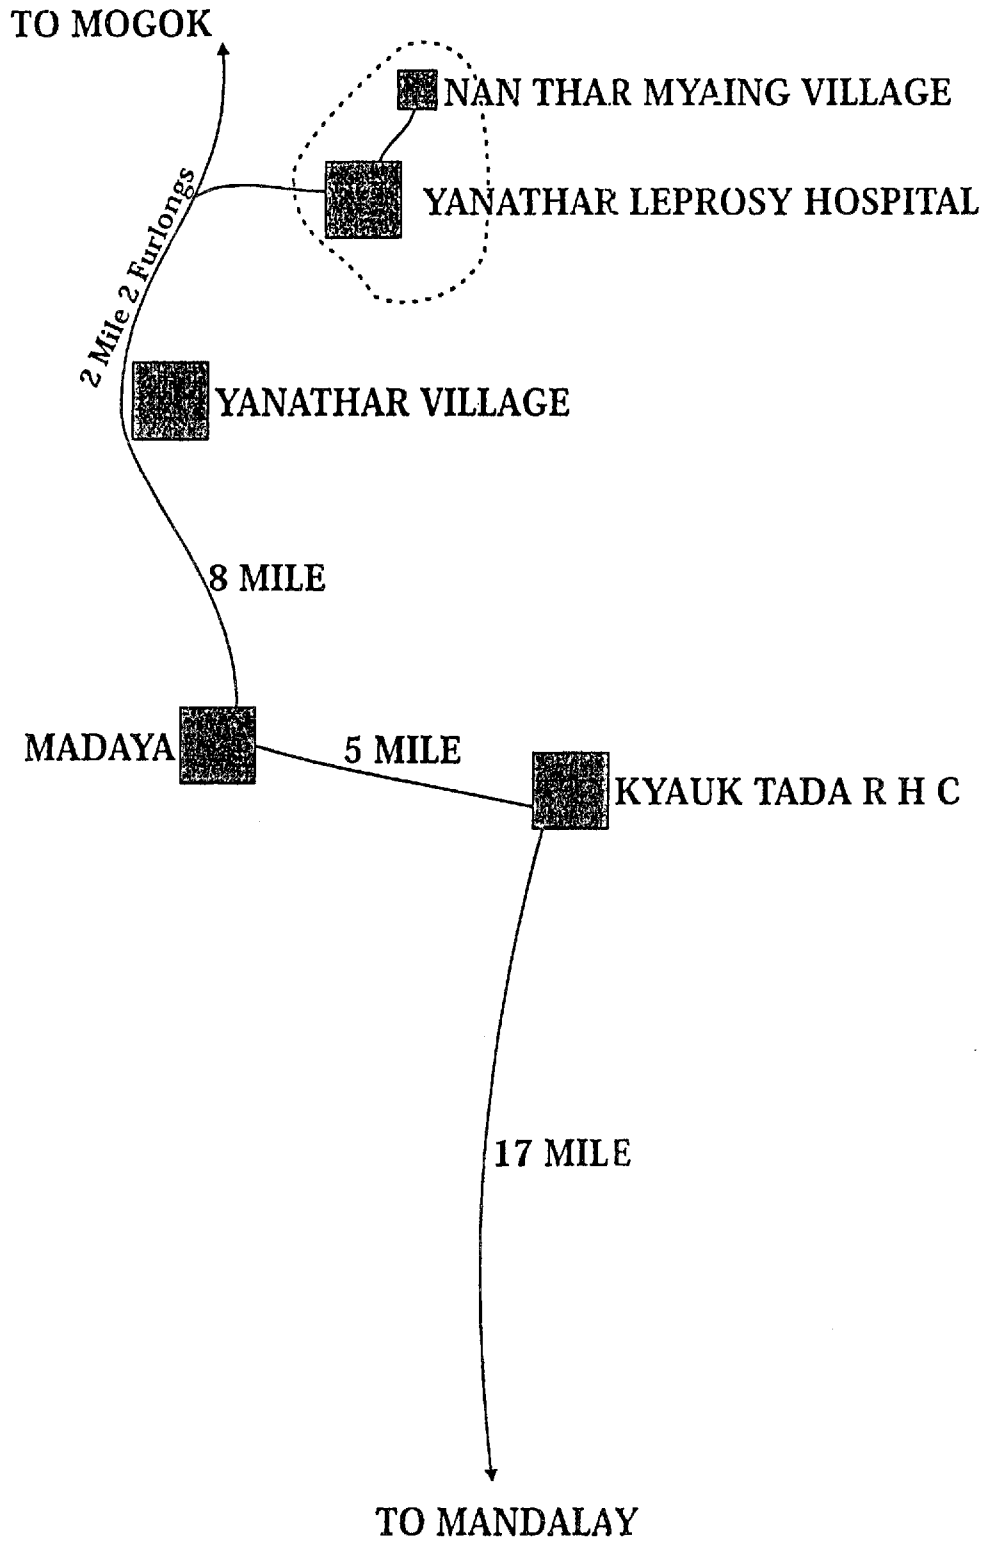 TO MOGOK
NAN THAR MYAING VILLAGE
YANATHAR LEPROSY HOSPITAL
2 Mile 2 Furlongs
YANATHAR VILLAGE
8 MILE
MADAYA
5 MILE
KYAUK TADA R H C
17 MILE
TO MANDALAY